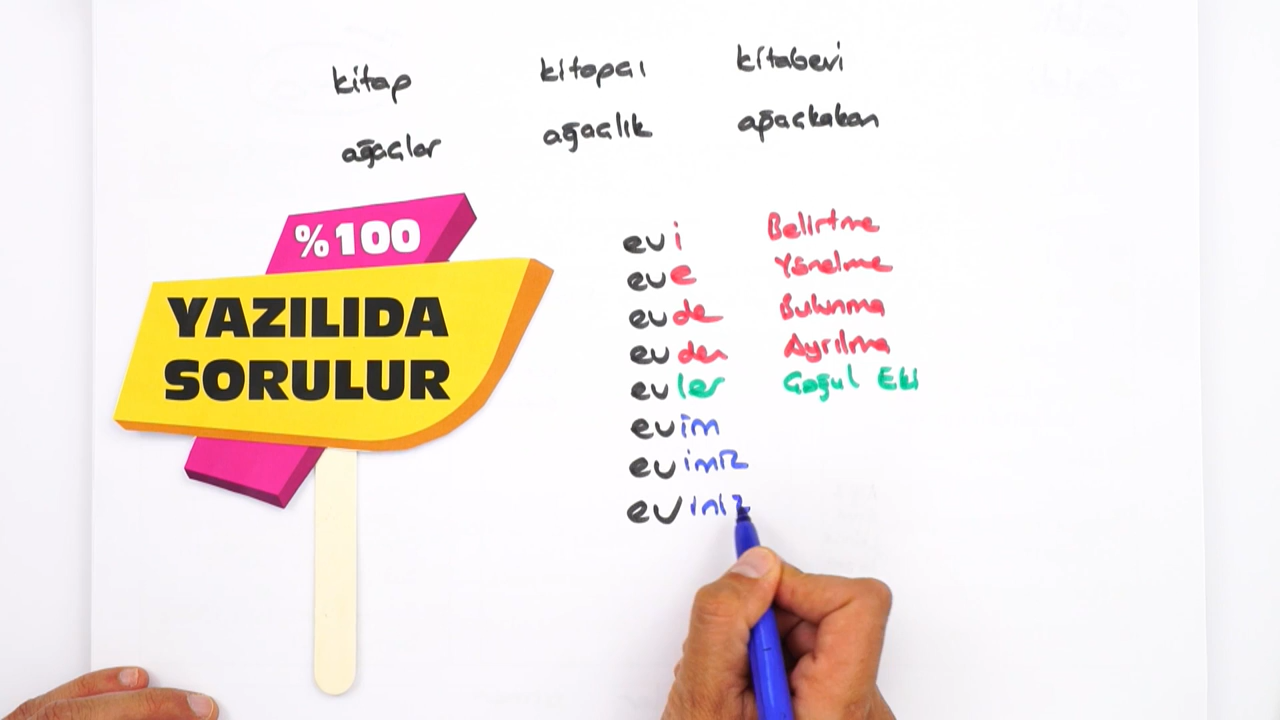 kitap kitapçı kitabevi
ağaçlar ağaçlık ağaçkakan
%100
YAZILIDA
SORULUR
evi Belirtme
eve Yönelme
evde Bulunma
evden Ayrılma
evler Çoğul Eki
evim
evimiz
eviniz